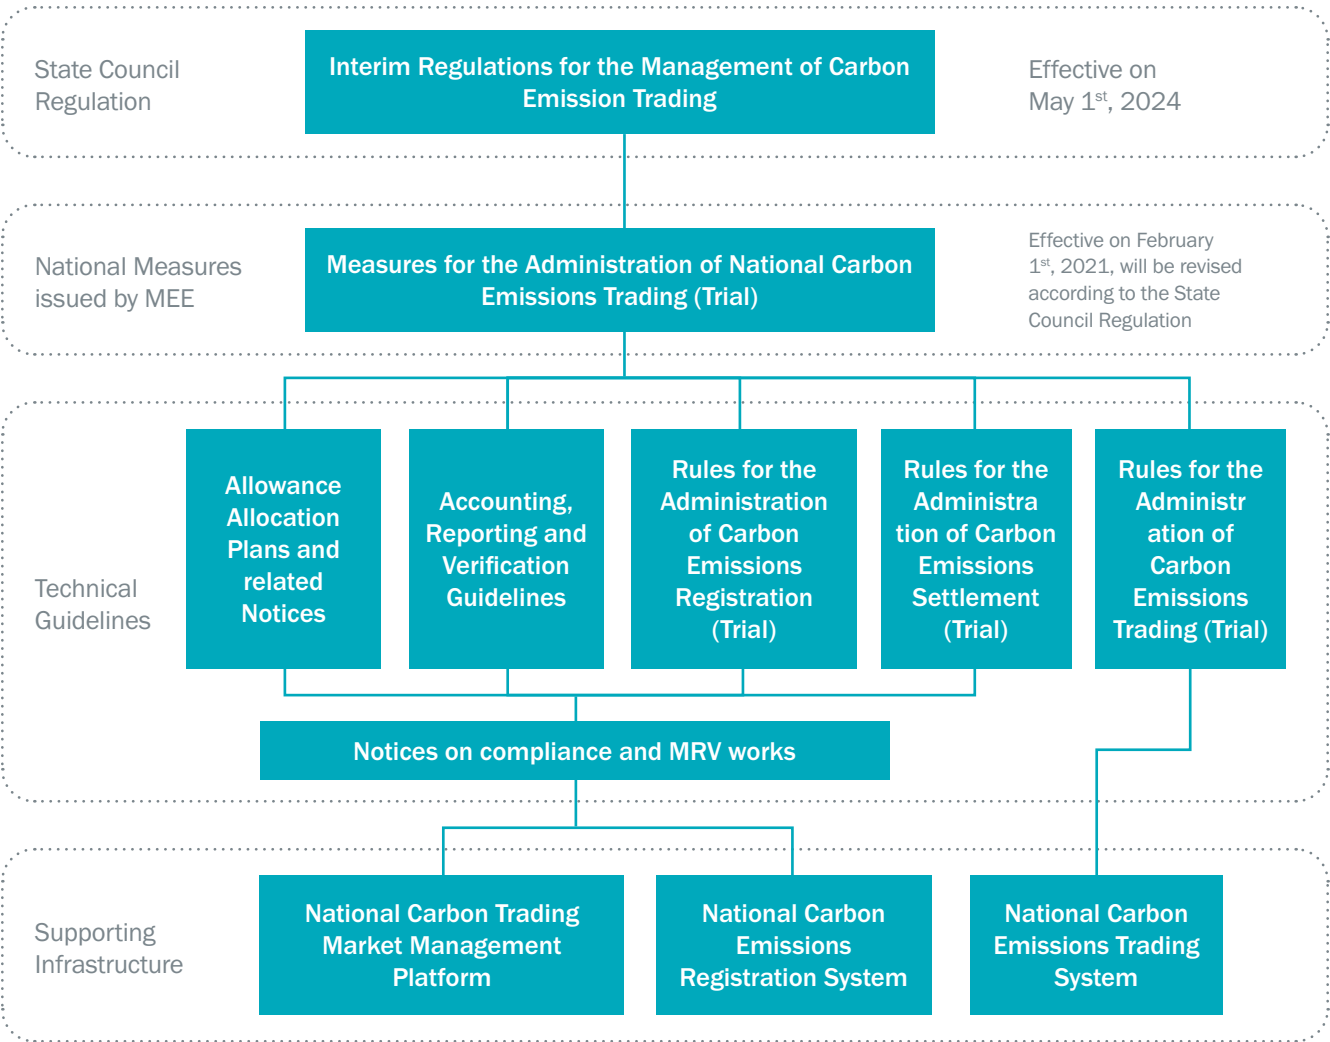 State Council
Regulation
Interim Regulations for the Management of Carbon
Emission Trading
Effective on
May 1st, 2024
National Measures
issued by MEE
Measures for the Administration of National Carbon
Emissions Trading (Trial)
Effective on February
1st, 2021, will be revised
according to the State
Council Regulation
Technical
Guidelines
Allowance
Allocation
Plans and
related
Notices
Accounting,
Reporting and
Verification
Guidelines
Rules for the
Administration
of Carbon
Emissions
Registration
(Trial)
Rules for the
Administra
tion of Carbon
Emissions
Settlement
(Trial)
Rules for the
Administr
ation of
Carbon
Emissions
Trading (Trial)
Notices on compliance and MRV works
Supporting
Infrastructure
National Carbon Trading
Market Management
Platform
National Carbon
Emissions
Registration System
National Carbon
Emissions Trading
System